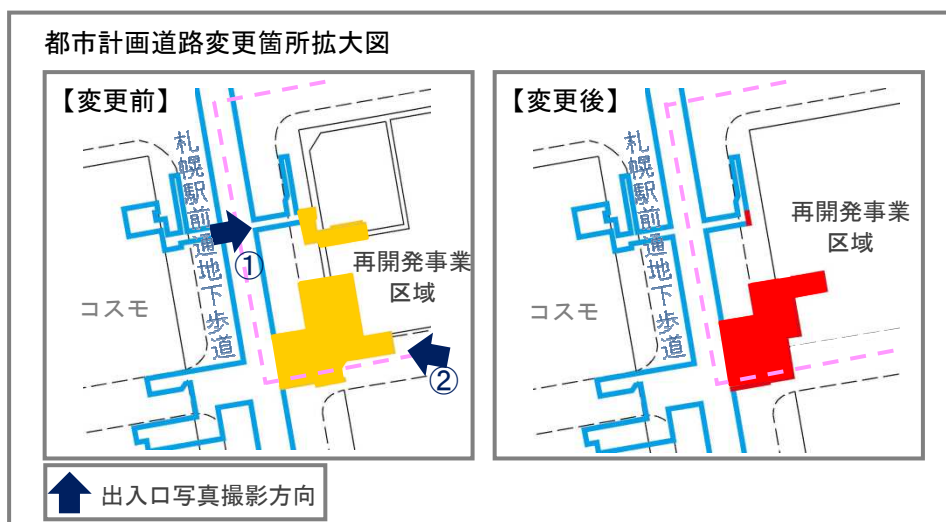 都市計画道路変更箇所拡大図
【変更前】
札幌駅前通地下歩道
①
再開発事業
区域
コスモ
②
【変更後】
札幌駅前通地下歩道
再開発事業
区域
コスモ
出入口写真撮影方向